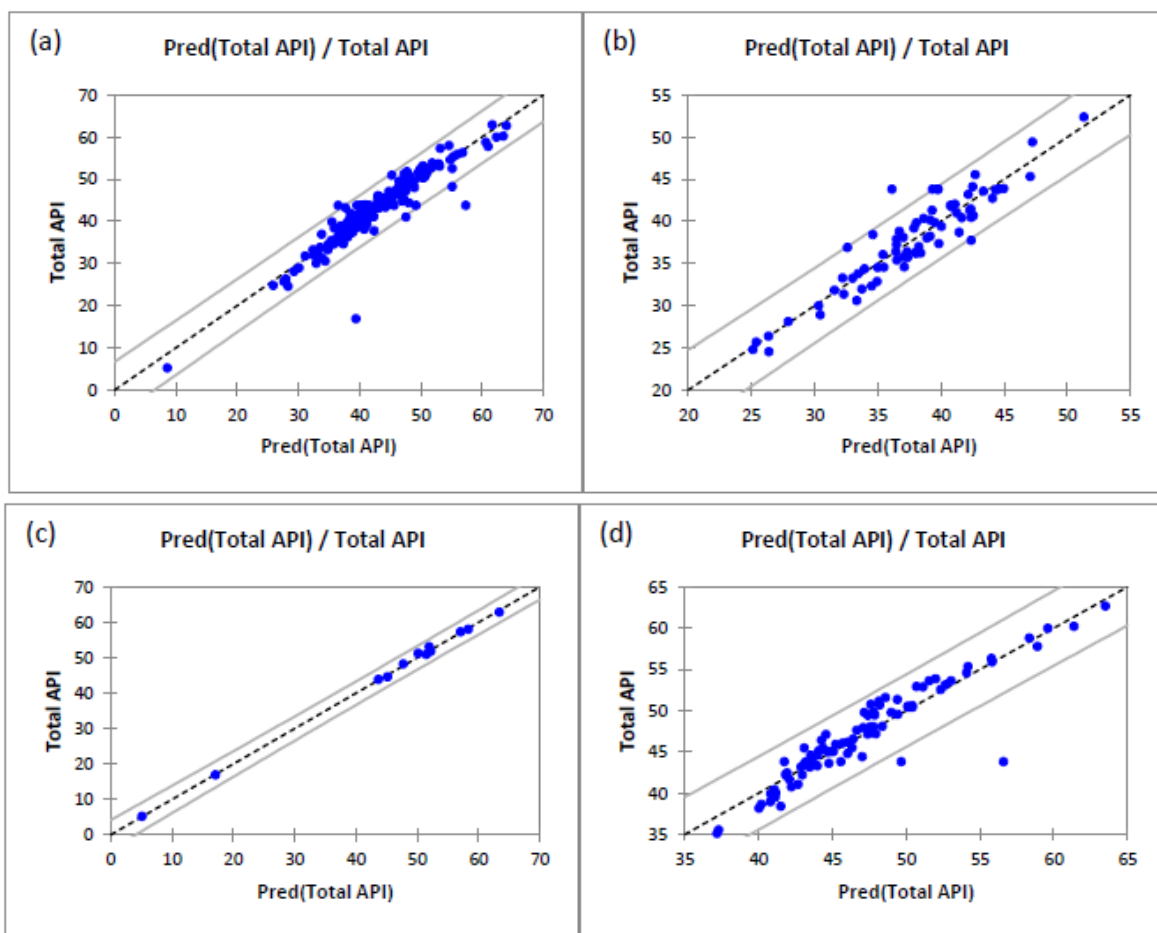 (a)
Pred(Total API) / Total API
70
60
50
40
30
20
10
0
Total API
0 10 20 30 40 50 60 70
Pred(Total API)
(b)
Pred(Total API) / Total API
55
50
45
40
35
30
25
20
Total API
20 25 30 35 40 45 50 55
Pred(Total API)
(c)
Pred(Total API) / Total API
70
60
50
40
30
20
10
0
Total API
0 10 20 30 40 50 60 70
Pred(Total API)
(d)
Pred(Total API) / Total API
65
60
55
50
45
40
35
Total API
35 40 45 50 55 60 65
Pred(Total API)